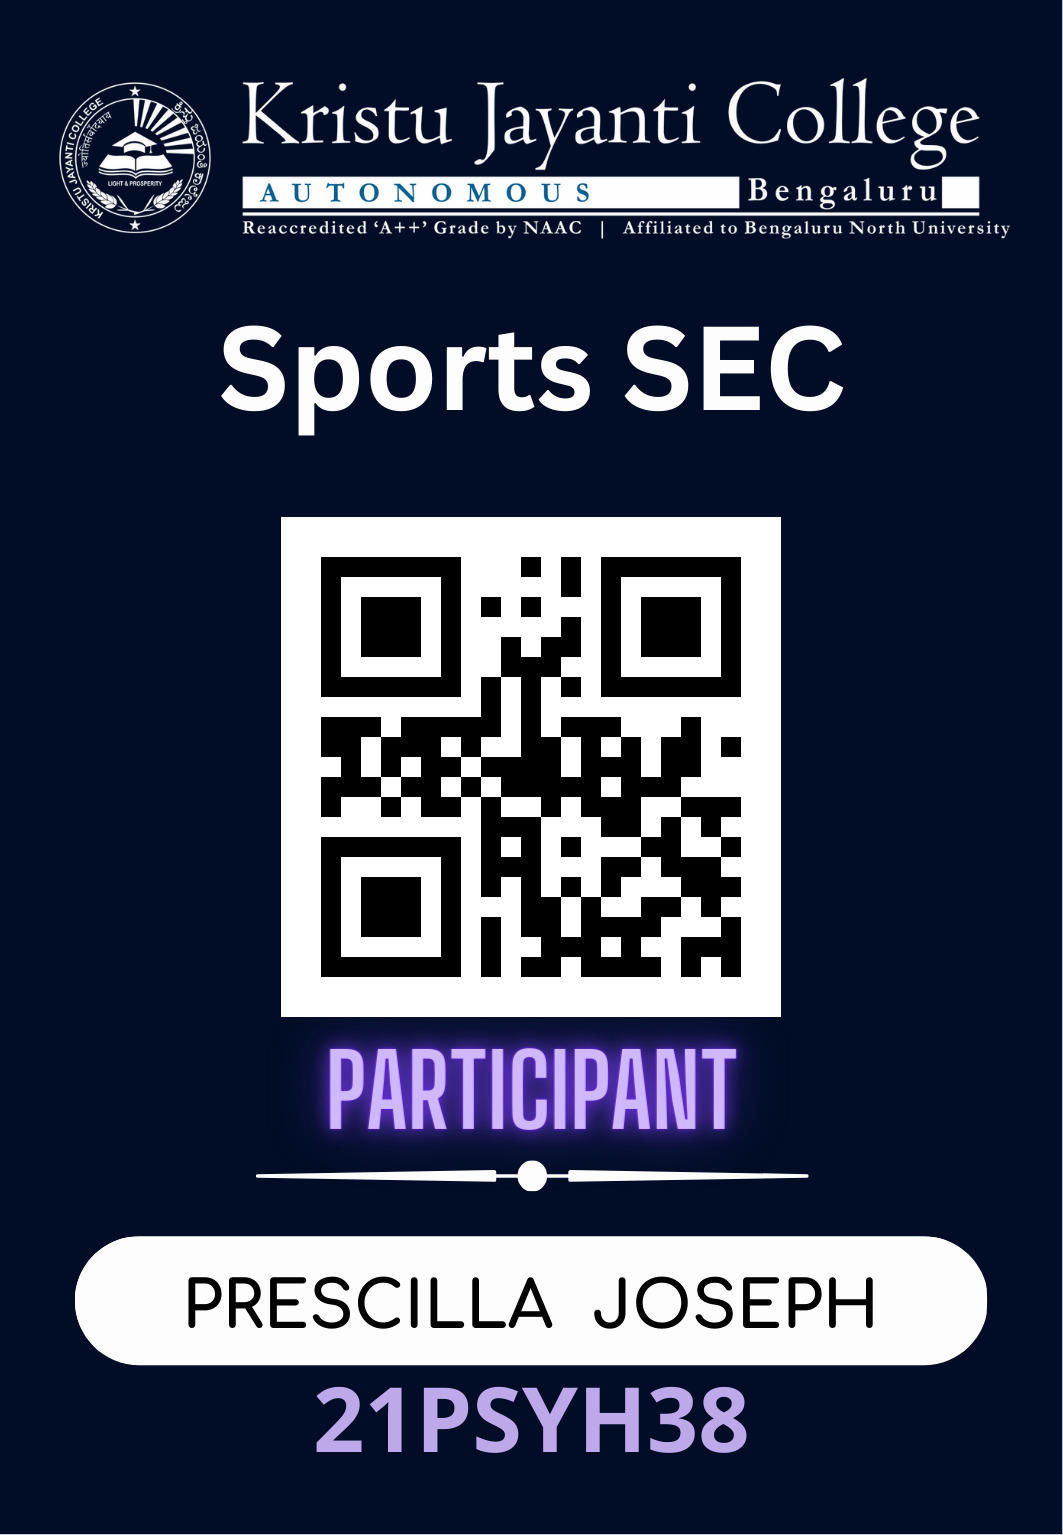 Kristu Jayanti College
AUTONOMOUS Bengaluru
Reaccredited ‘A++’ Grade by NAAC | Affiliated to Bengaluru North University
KRISTU JAYANTI COLLEGE
LIGHT & PROSPERITY
Sports SEC
PARTICIPANT
PRESCILLA JOSEPH
21PSYH38